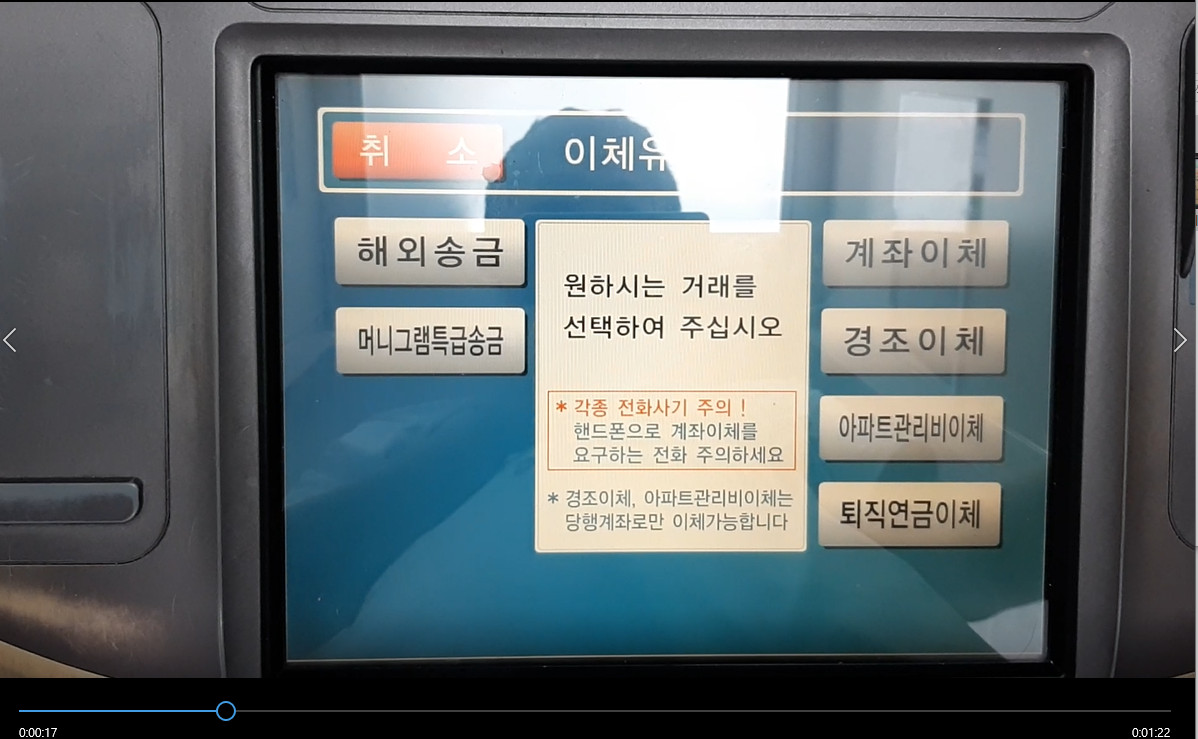 취 소
이체유
해외송금
머니그램특급송금
원하시는 거래를
선택하여 주십시오
* 각종 전화사기 주의 !
핸드폰으로 계좌이체를
요구하는 전화 주의하세요
* 경조이체, 아파트관리비이체는
당행계좌로만 이체가능합니다
계좌이체
경조이체
아파트관리비이체
퇴직연금이체
0:00:17
0:01:22